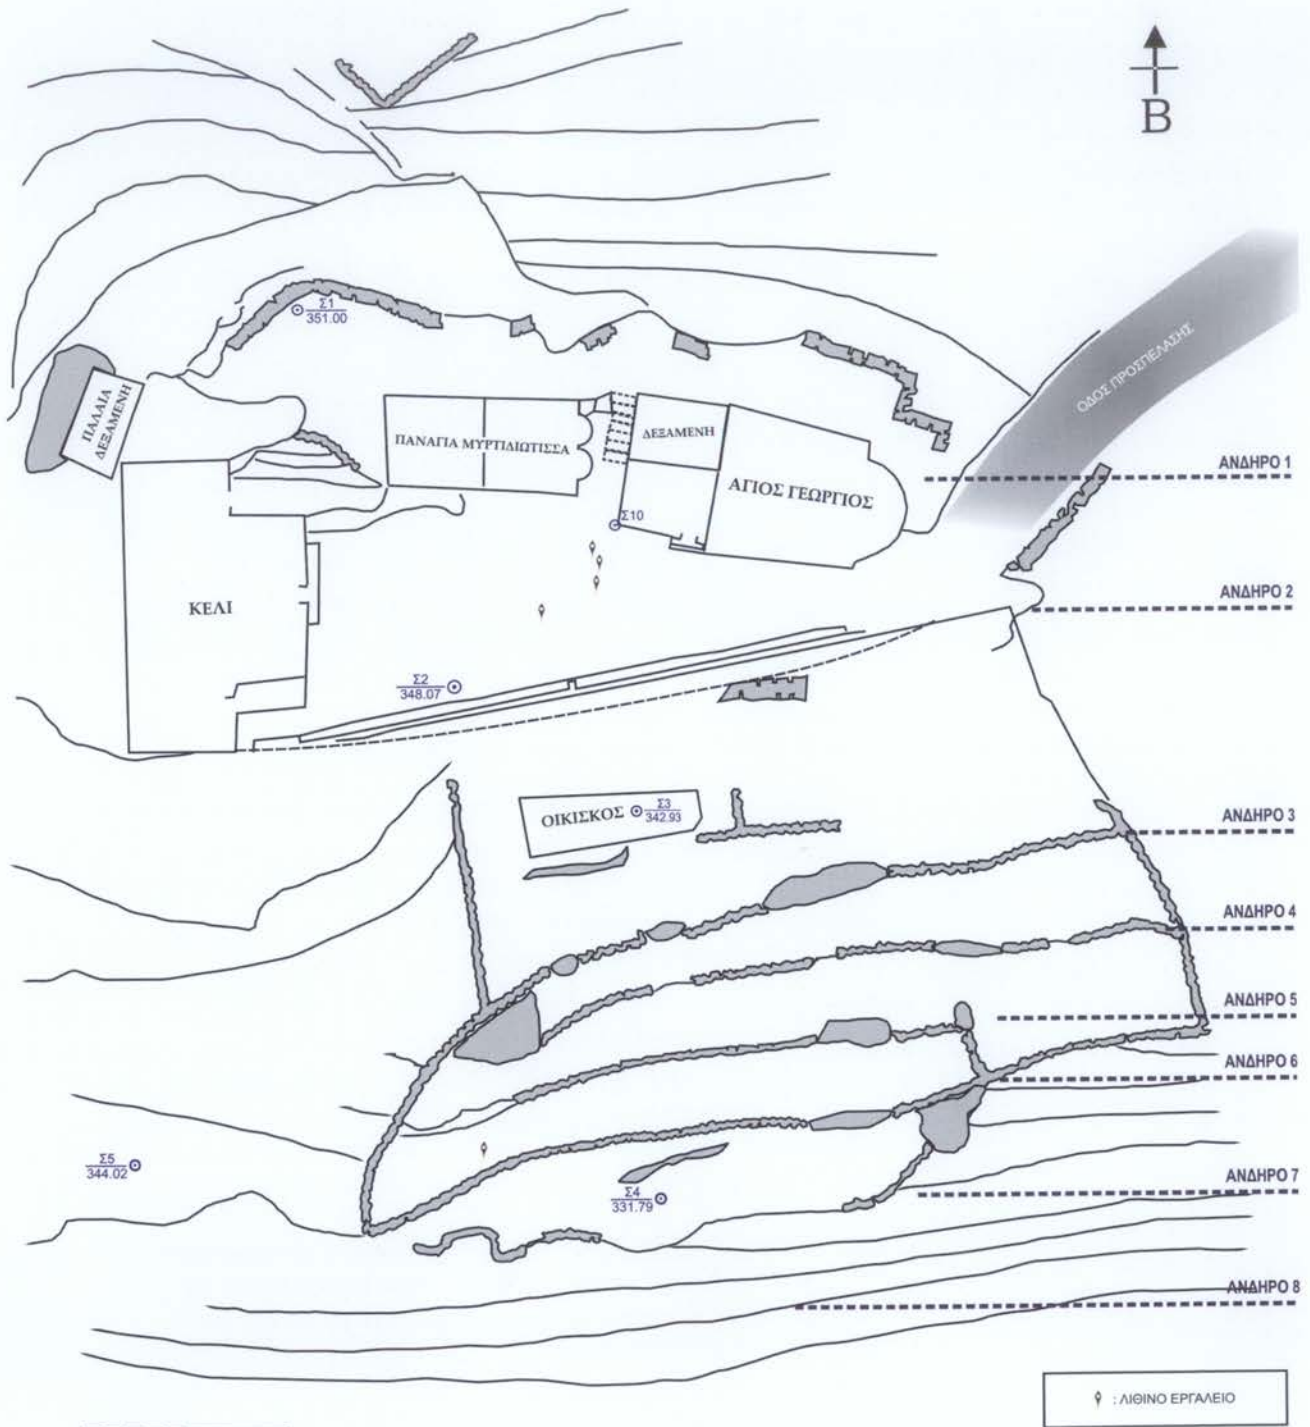 Β
Σ1
351.00
ΟΔΟΣ ΠΡΟΣΠΕΛΑΣΗΣ
ΠΑΛΑΙΑ
ΔΕΞΑΜΕΝΗ
ΠΑΝΑΓΙΑ ΜΥΡΤΙΔΙΩΤΙΣΣΑ
ΔΕΞΑΜΕΝΗ
ΑΓΙΟΣ ΓΕΩΡΓΙΟΣ
ΑΝΔΗΡΟ 1
Σ10
ΚΕΛΙ
ΑΝΔΗΡΟ 2
Σ2
348.07
ΟΙΚΙΣΚΟΣ
Σ3
342.93
ΑΝΔΗΡΟ 3
ΑΝΔΗΡΟ 4
ΑΝΔΗΡΟ 5
ΑΝΔΗΡΟ 6
Σ5
344.02
Σ4
331.79
ΑΝΔΗΡΟ 7
ΑΝΔΗΡΟ 8
: ΛΙΘΙΝΟ ΕΡΓΑΛΕΙΟ